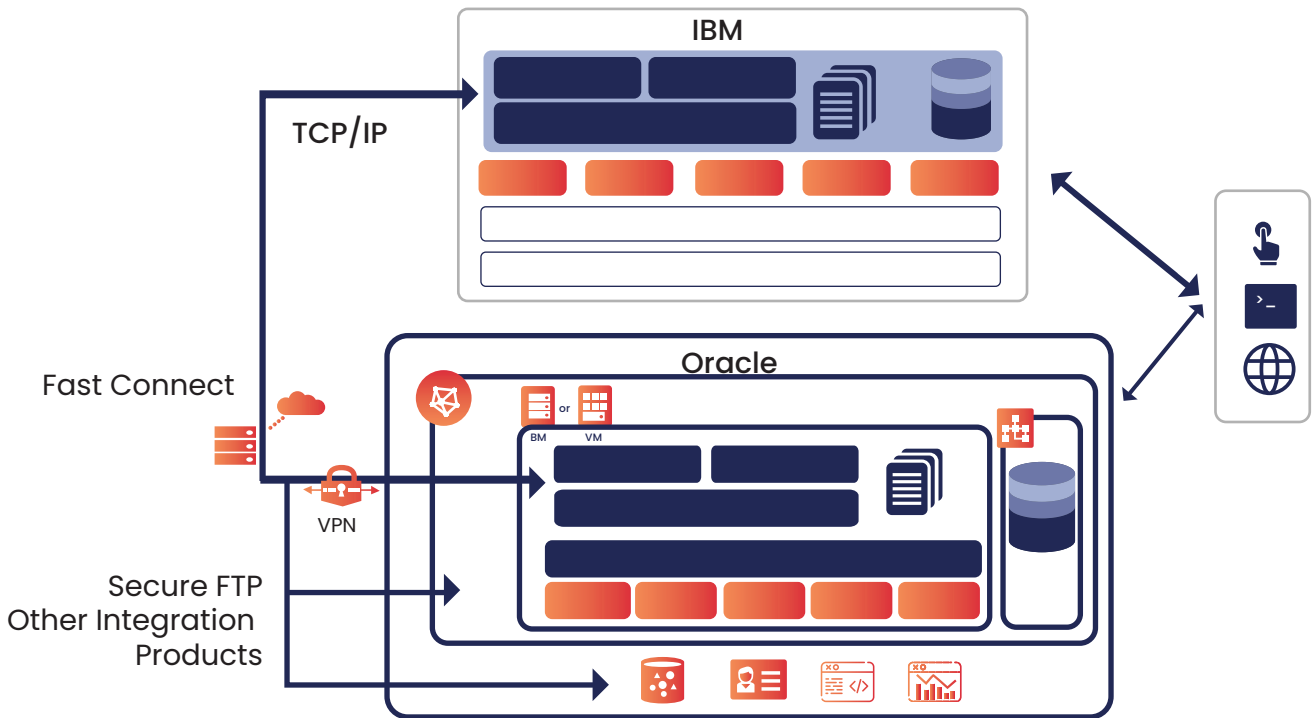 IBM
TCP/IP
>_
Fast Connect
Oracle
or
BM
VM
VPN
Secure FTP
Other Integration
Products